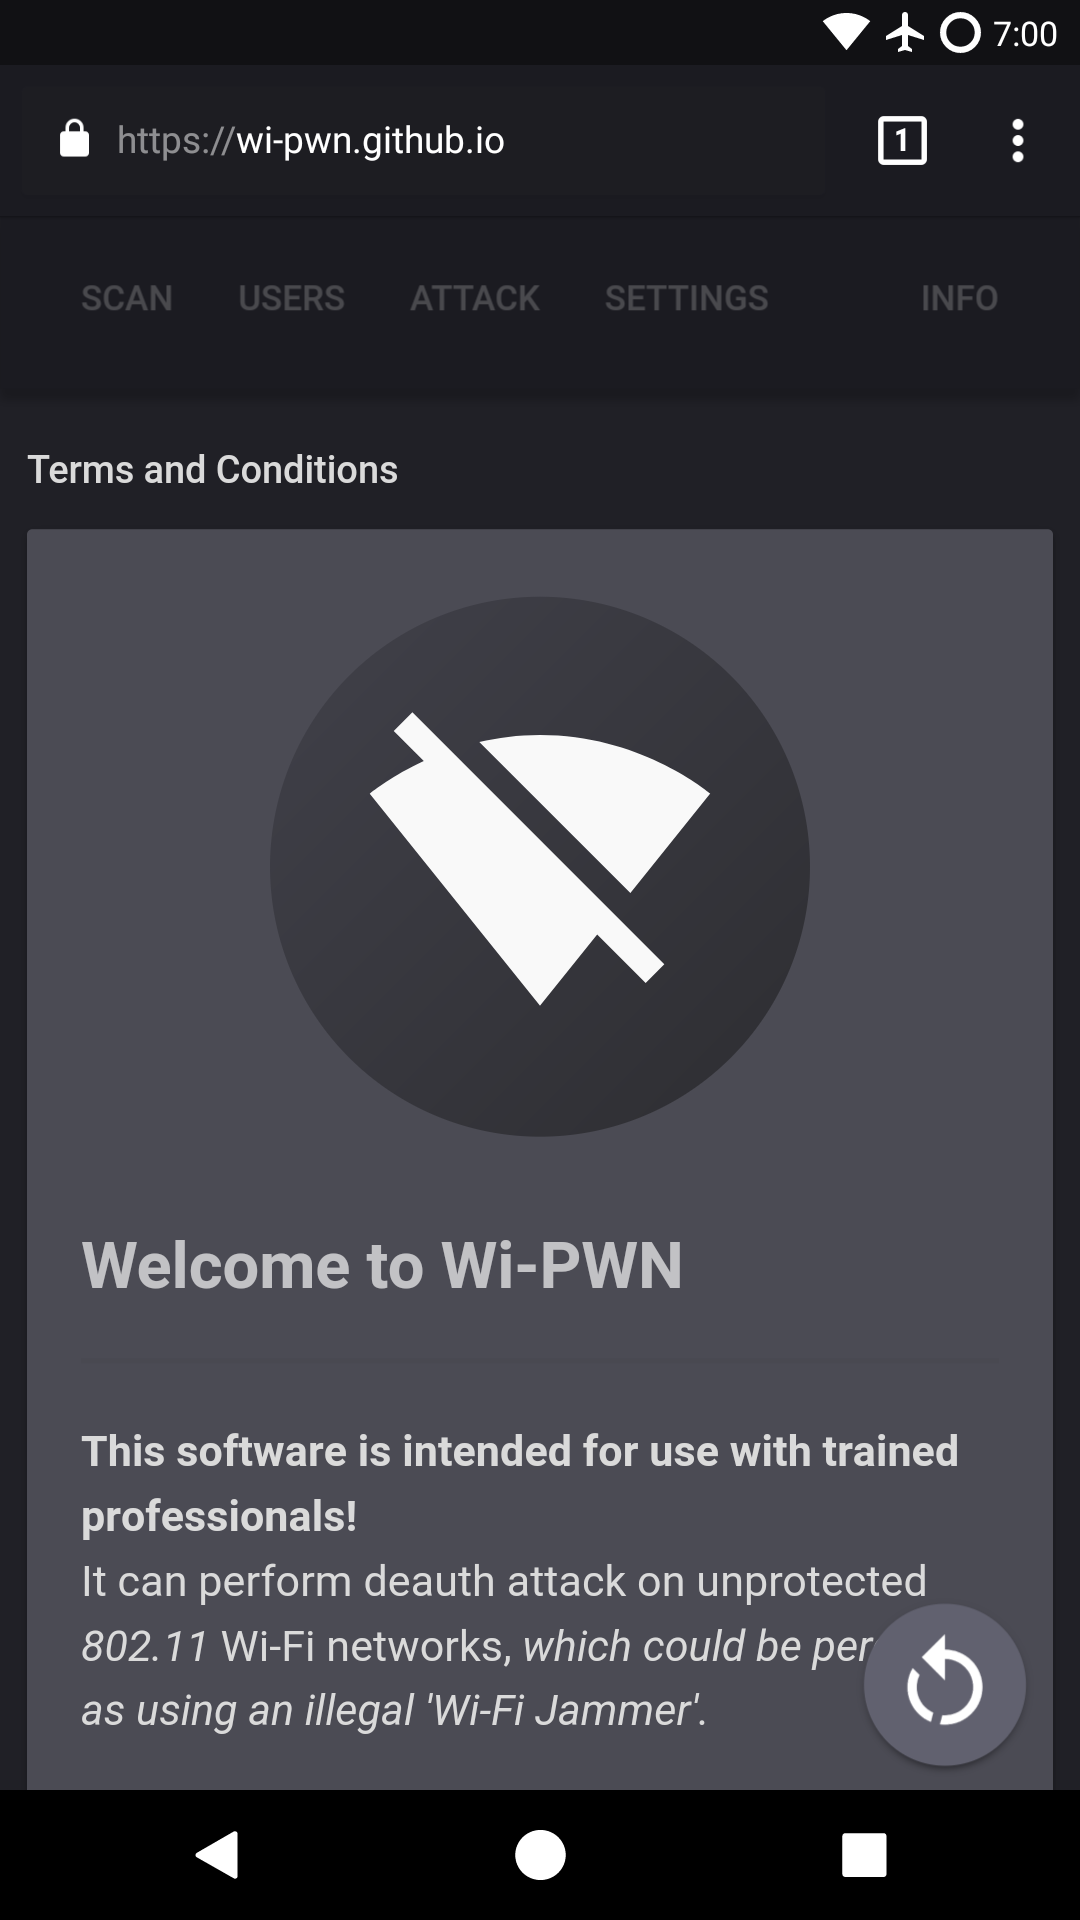 7:00
https://wi-pwn.github.io
1
SCAN USERS ATTACK SETTINGS INFO
Terms and Conditions
Welcome to Wi-PWN
This software is intended for use with trained
professionals!
It can perform deauth attack on unprotected
802.11 Wi-Fi networks, which could be
as using an illegal 'Wi-Fi Jammer'.